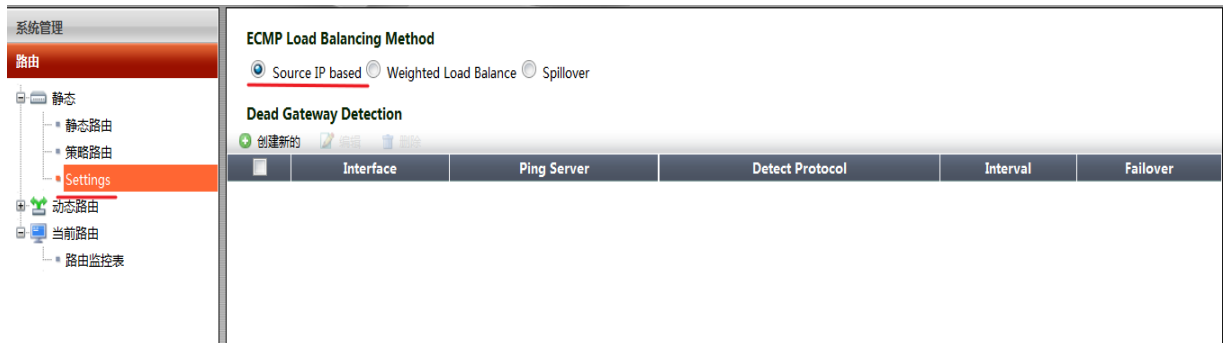 系统管理
路由
静态
静态路由
策略路由
Settings
动态路由
当前路由
路由监控表
ECMP Load Balancing Method
Source IP based Weighted Load Balance Spillover
Dead Gateway Detection
创建新的 编辑 删除
Interface Ping Server Detect Protocol Interval Failover